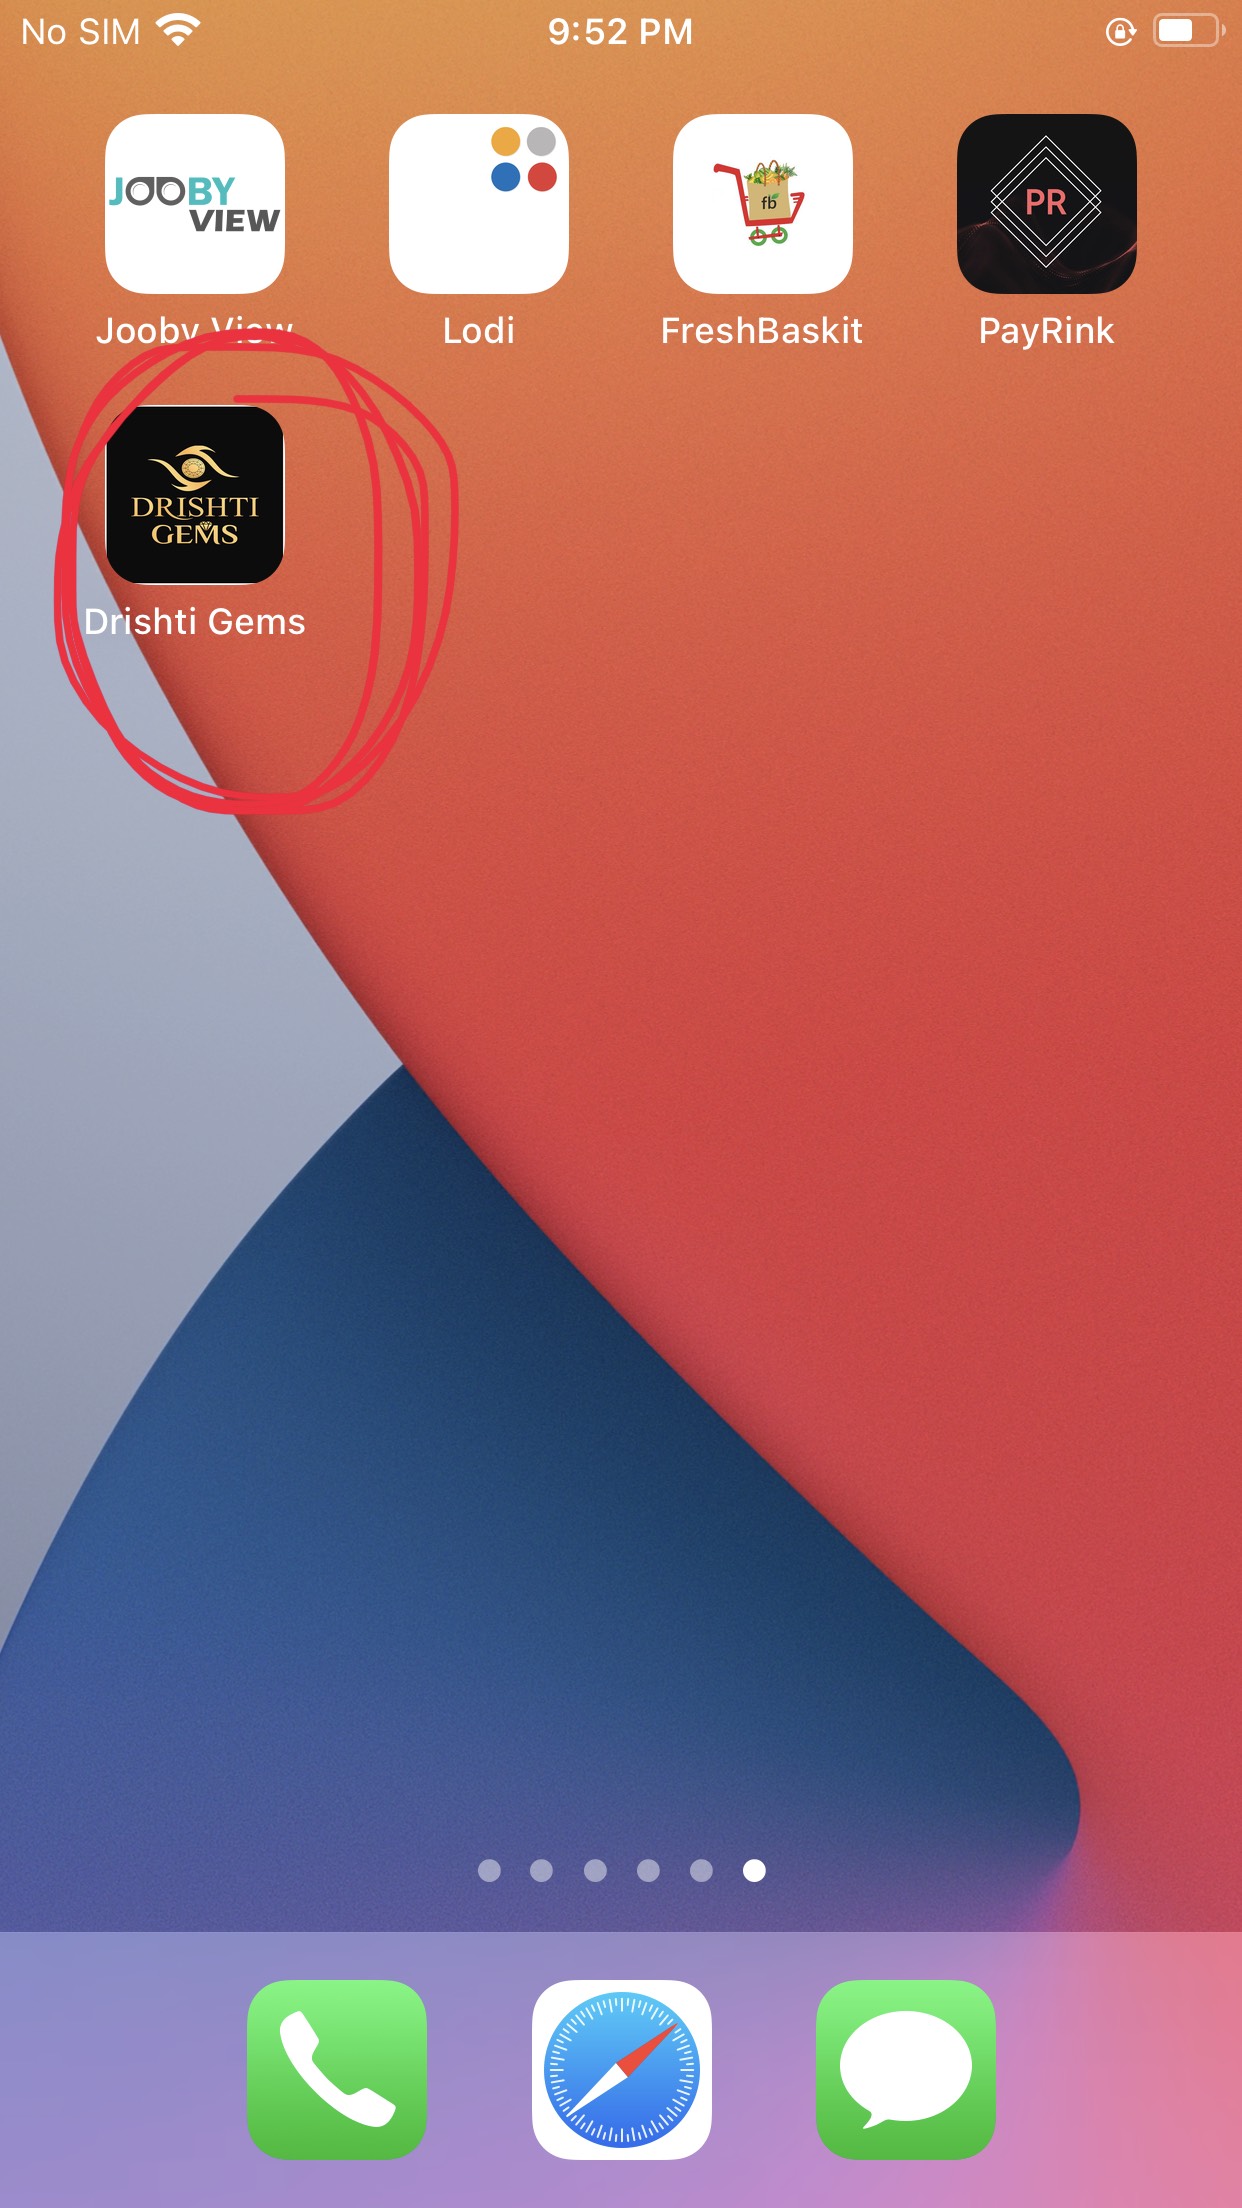 No SIM 9:52 PM
JOOBY
VIEW
fb
PR
Jooby View Lodi FreshBaskit PayRink
DRISHTI
GEMS
Drishti Gems